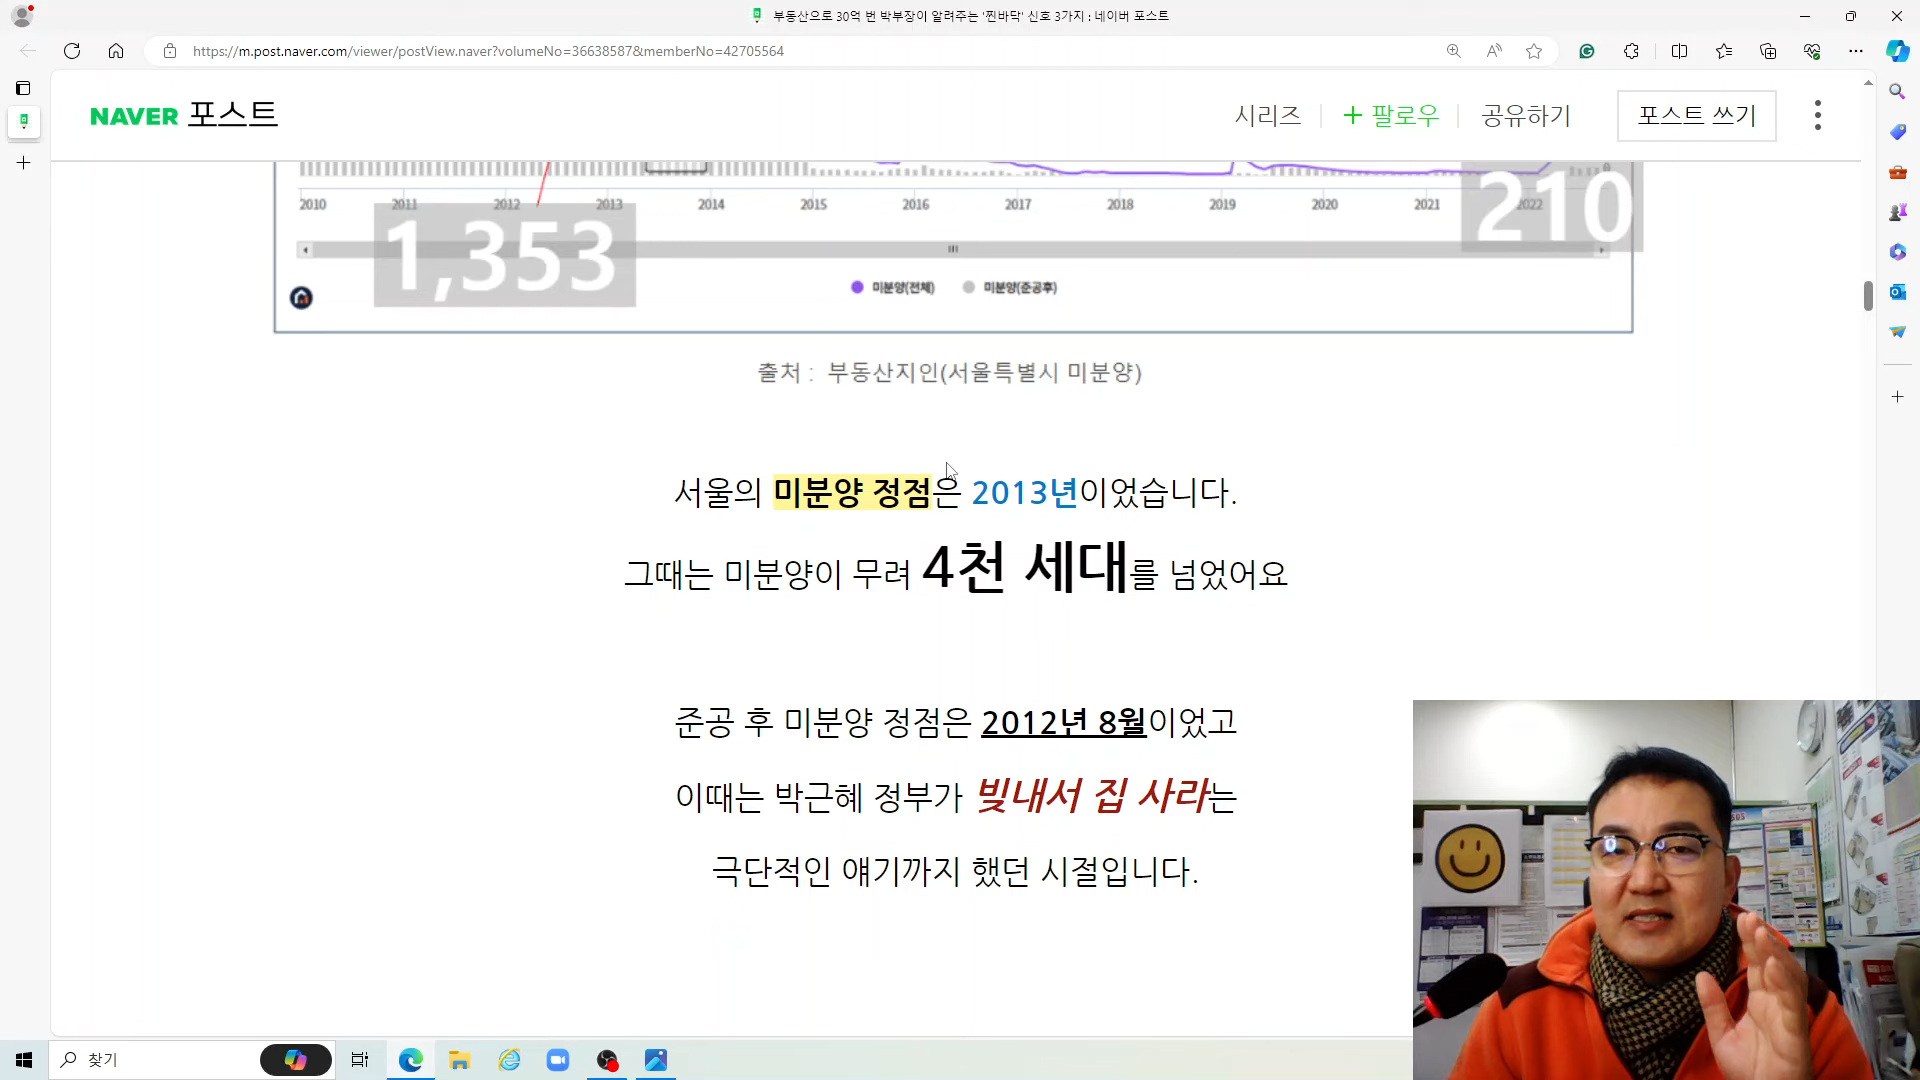 부동산으로 30억 번 박부장이 알려주는 '찐바닥' 신호 3가지 : 네이버 포스트
https://m.post.naver.com/viewer/postView.naver?volumeNo=36638587&memberNo=42705564
NAVER 포스트
시리즈
+ 팔로우
공유하기
포스트 쓰기
2010 2011 2012 2013 2014 2015 2016 2017 2018 2019 2020 2021 2022
1,353
210
미분양(전체) 미분양(준공후)
출처 : 부동산지인(서울특별시 미분양)
서울의 미분양 정점은 2013년이었습니다.
그때는 미분양이 무려 4천 세대를 넘었어요
준공 후 미분양 정점은 2012년 8월이었고
이때는 박근혜 정부가 빚내서 집 사라는
극단적인 얘기까지 했던 시절입니다.
찾기